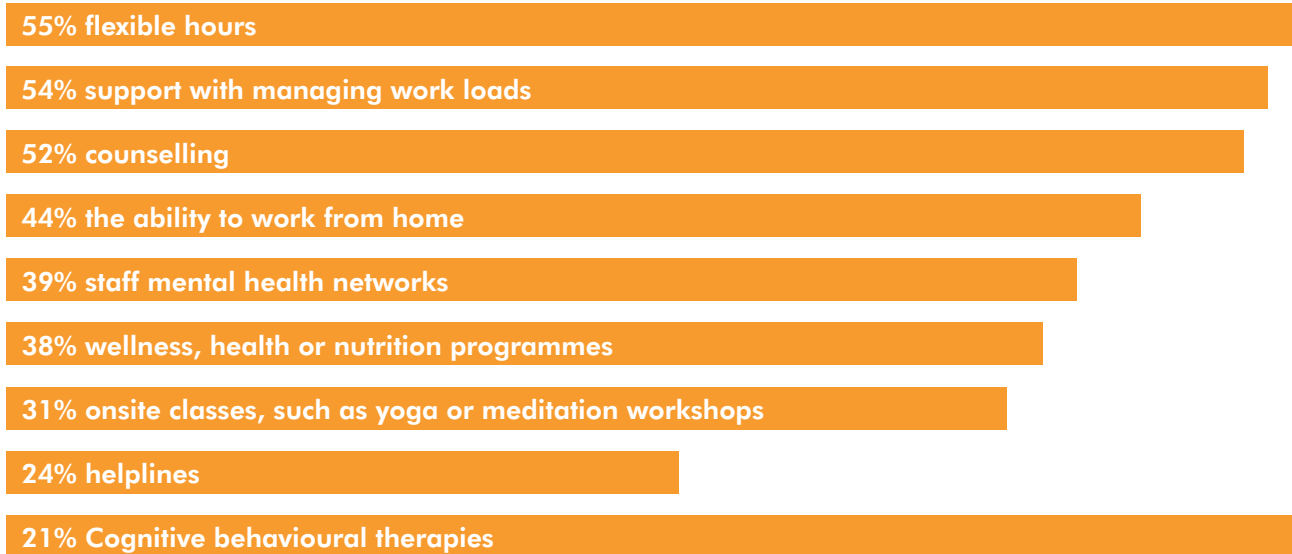 55% flexible hours
54% support with managing work loads
52% counselling
44% the ability to work from home
39% staff mental health networks
38% wellness, health or nutrition programmes
31% onsite classes, such as yoga or meditation workshops
24% helplines
21% Cognitive behavioural therapies